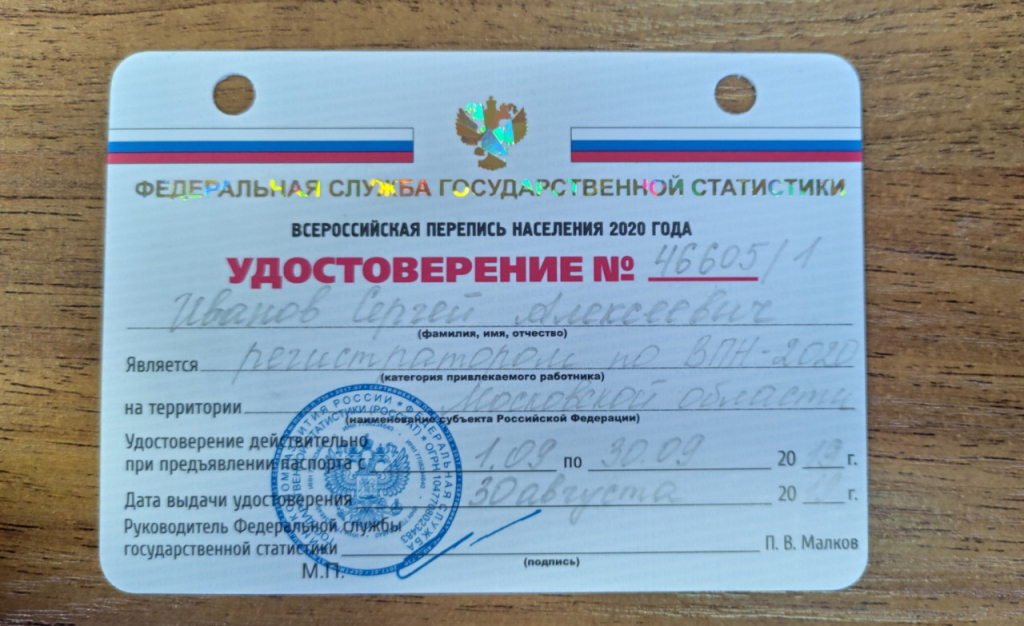 ФЕДЕРАЛЬНАЯ СЛУЖБА ГОСУДАРСТВЕННОЙ СТАТИСТИКИ
ВСЕРОССИЙСКАЯ ПЕРЕПИСЬ НАСЕЛЕНИЯ 2020 ГОДА
УДОСТОВЕРЕНИЕ № 46605/1
Иванов Сергей Алексеевич
(фамилия, имя, отчество)
Является регистратором по ВПН-2020
(категория привлекаемого работника)
на территории Московской области
(наименование субъекта Российской Федерации)
Удостоверение действительно
при предъявлении паспорта с 1.09 по 30.09 2019 г.
Дата выдачи удостоверения 30 августа 20 г.
Руководитель Федеральной службы
государственной статистики П. В. Малков
(подпись)
М.П.